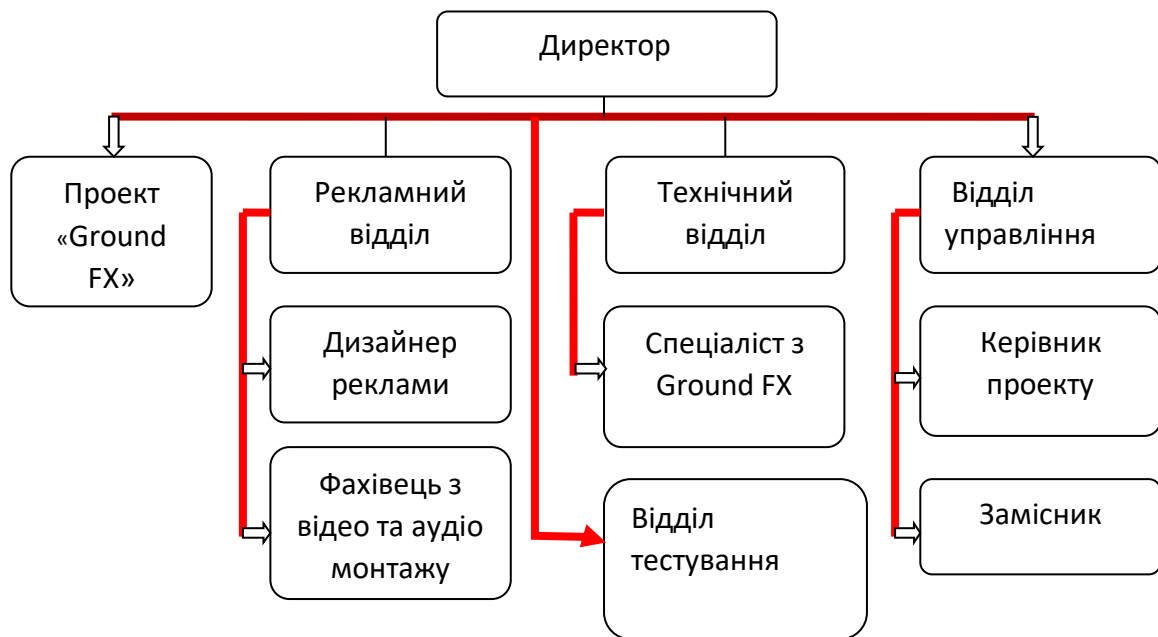 Директор
Проект
«Ground
FX»
Рекламний
відділ
Технічний
відділ
Відділ
управління
Дизайнер
реклами
Спеціаліст з
Ground FX
Керівник
проекту
Фахівець з
відео та аудіо
монтажу
Відділ
тестування
Замісник